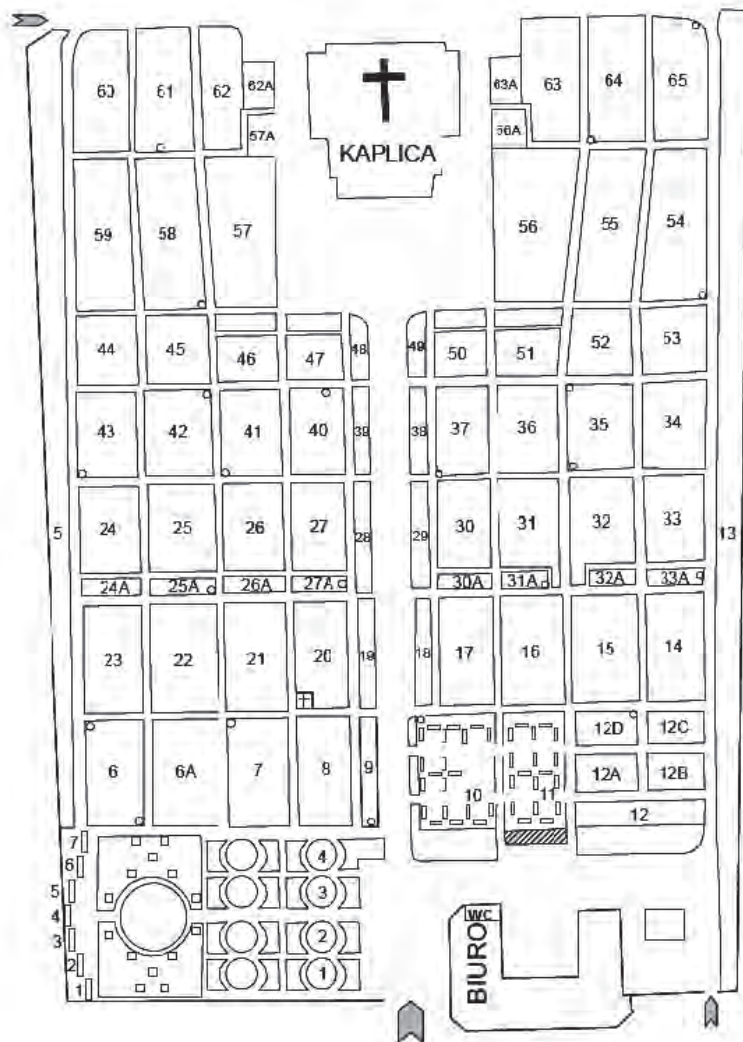 60 61 62 62A 63A 63 64 65
57A 56A
KAPLICA
59 58 57 56 55 54
44 45 46 47 48 49 50 51 52 53
43 42 41 40 39 38 37 36 35 34
24 25 26 27 28 29 30 31 32 33
5 13
24A 25A 26A 27A 30A 31A 32A 33A
23 22 21 20 19 18 17 16 15 14
12D 12C
6 6A 7 8 9 10 11 12A 12B
12
7 4
6
5 3
4
3 2
2
1 1
WC
BIURO